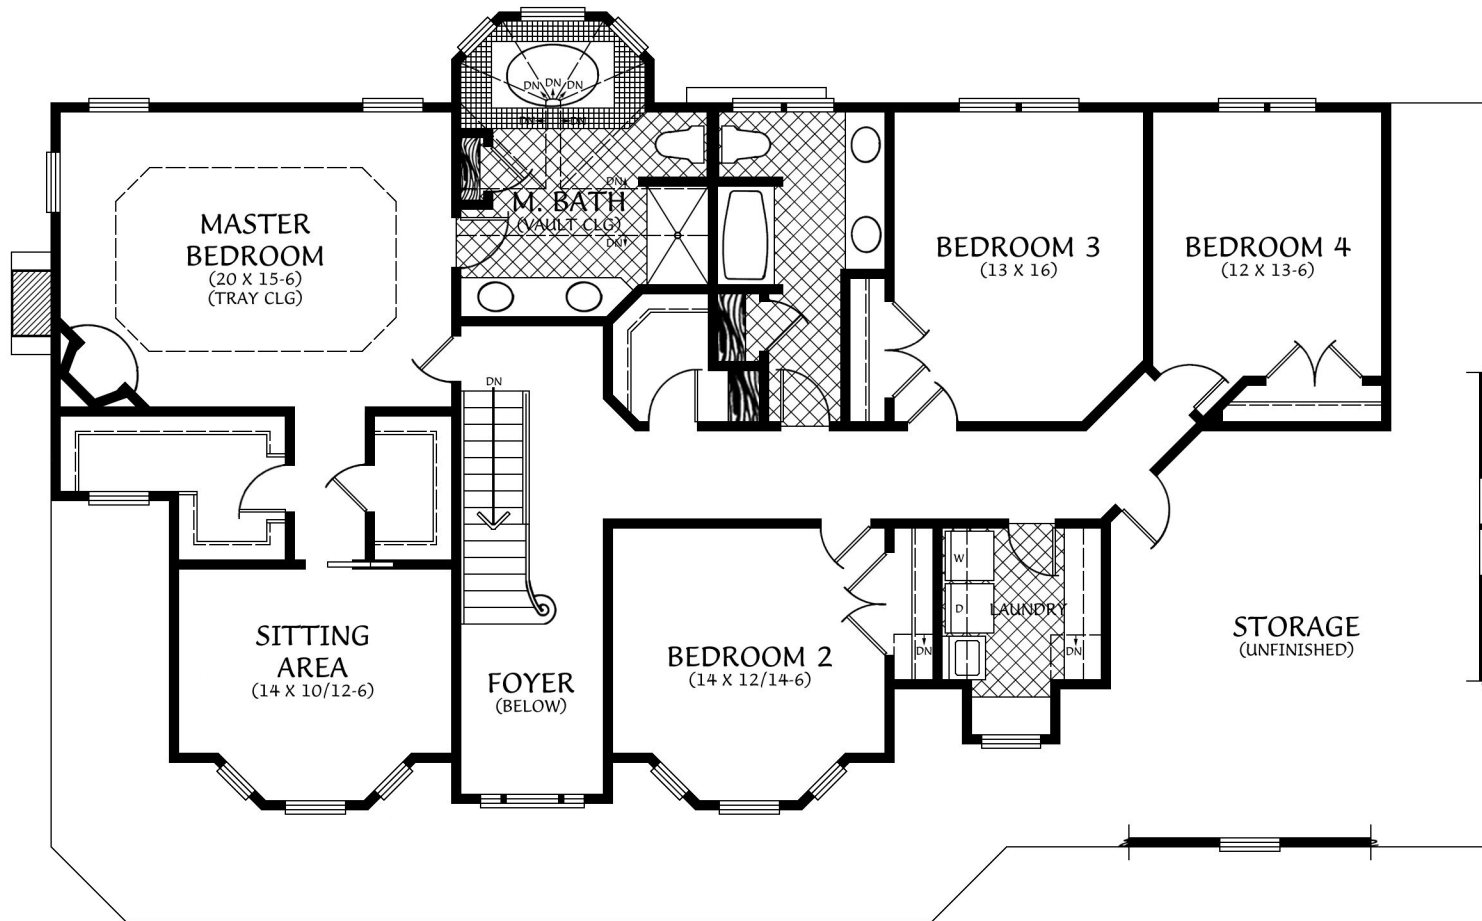 DN DN DN
DN DN
DN
M. BATH
(VAULT CLG)
DN
MASTER
BEDROOM
(20 X 15-6)
(TRAY CLG)
BEDROOM 3
(13 X 16)
BEDROOM 4
(12 X 13-6)
DN
SITTING
AREA
(14 X 10/12-6)
FOYER
(BELOW)
BEDROOM 2
(14 X 12/14-6)
W
D
LAUNDRY
DN
DN
STORAGE
(UNFINISHED)